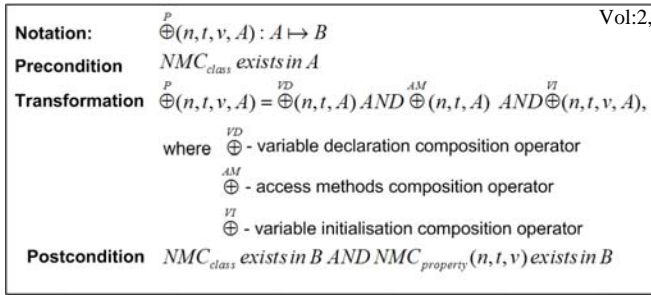 Vol:2,
Notation: P ⊕(n,t,v,A) : A ↦ B
Precondition NMC_class exists in A
Transformation P ⊕(n,t,v,A) = VD ⊕(n,t,A) AND AM ⊕(n,t,A) AND VI ⊕(n,t,v,A),
where VD ⊕ - variable declaration composition operator
AM ⊕ - access methods composition operator
VI ⊕ - variable initialisation composition operator
Postcondition NMC_class exists in B AND NMC_property (n,t,v) exists in B